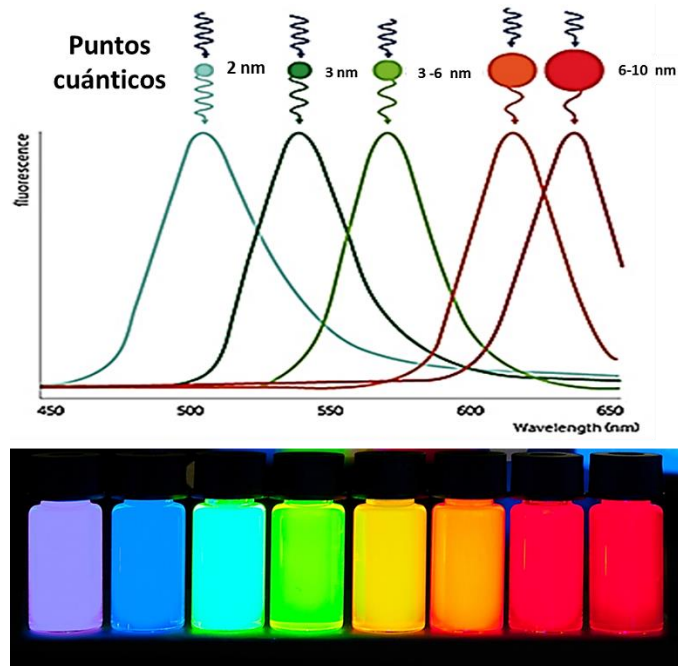 Puntos
cuánticos
2 nm
3 nm
3 -6 nm
6-10 nm
fluorescence
450
500
550
600
650
Wavelength (nm)